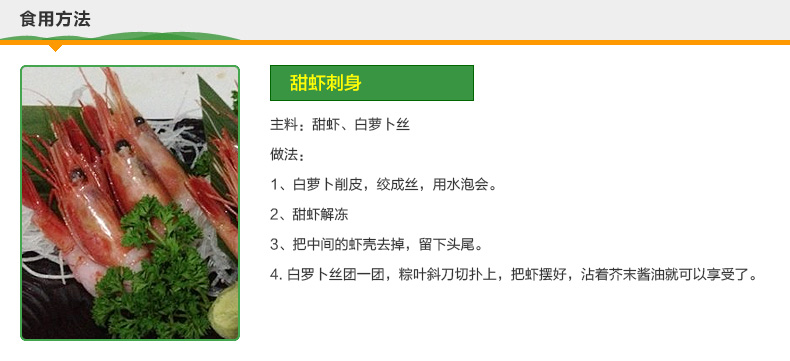 食用方法
甜虾刺身
主料：甜虾、白萝卜丝
做法：
1、白萝卜削皮，绞成丝，用水泡会。
2、甜虾解冻
3、把中间的虾壳去掉，留下头尾。
4. 白罗卜丝团一团，粽叶斜刀切扑上，把虾摆好，沾着芥末酱油就可以享受了。